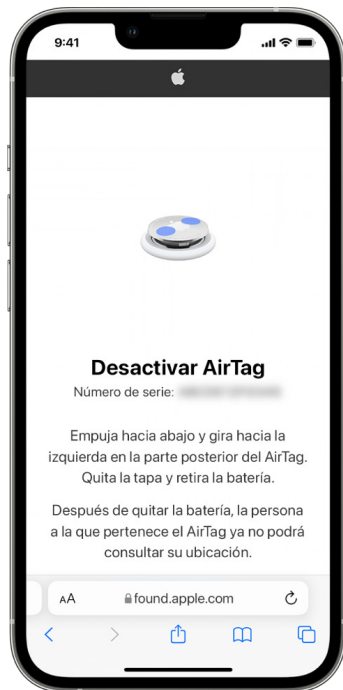 9:41
Desactivar AirTag
Número de serie:
Empuja hacia abajo y gira hacia la
izquierda en la parte posterior del AirTag.
Quita la tapa y retira la batería.
Después de quitar la batería, la persona
a la que pertenece el AirTag ya no podrá
consultar su ubicación.
AA found.apple.com